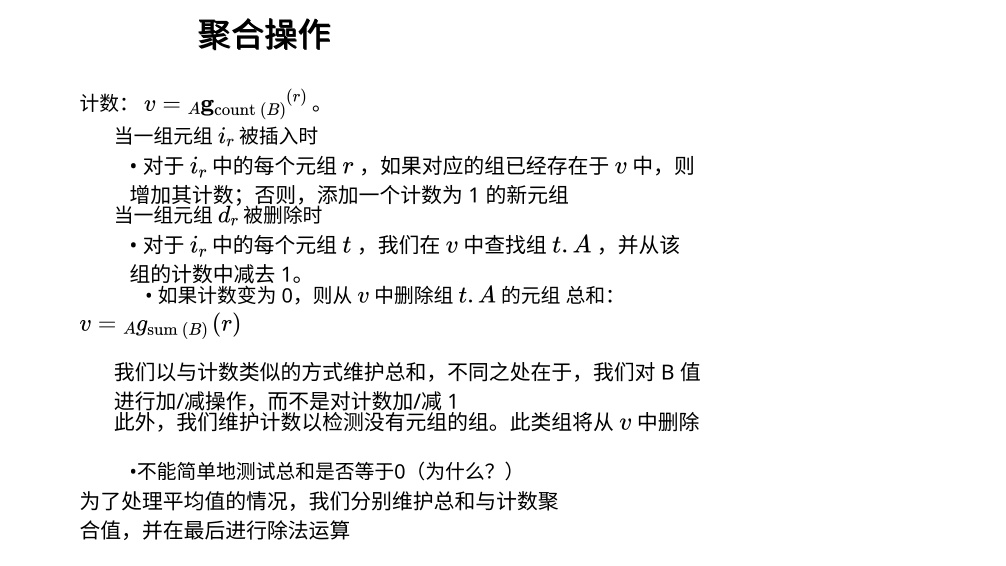 聚合操作
计数： $v = {}_{A}\mathbf{g}_{\text{count }(B)}{}^{(r)}$ 。
当一组元组 $i_r$ 被插入时
• 对于 $i_r$ 中的每个元组 $r$ ，如果对应的组已经存在于 $v$ 中，则
增加其计数；否则，添加一个计数为 1 的新元组
当一组元组 $d_r$ 被删除时
• 对于 $i_r$ 中的每个元组 $t$ ，我们在 $v$ 中查找组 $t.A$ ，并从该
组的计数中减去 1。
• 如果计数变为 0，则从 $v$ 中删除组 $t.A$ 的元组 总和：
$v = {}_{A}g_{\text{sum }(B)}(r)$
我们以与计数类似的方式维护总和，不同之处在于，我们对 B 值
进行加/减操作，而不是对计数加/减 1
此外，我们维护计数以检测没有元组的组。此类组将从 $v$ 中删除
•不能简单地测试总和是否等于0（为什么？）
为了处理平均值的情况，我们分别维护总和与计数聚
合值，并在最后进行除法运算